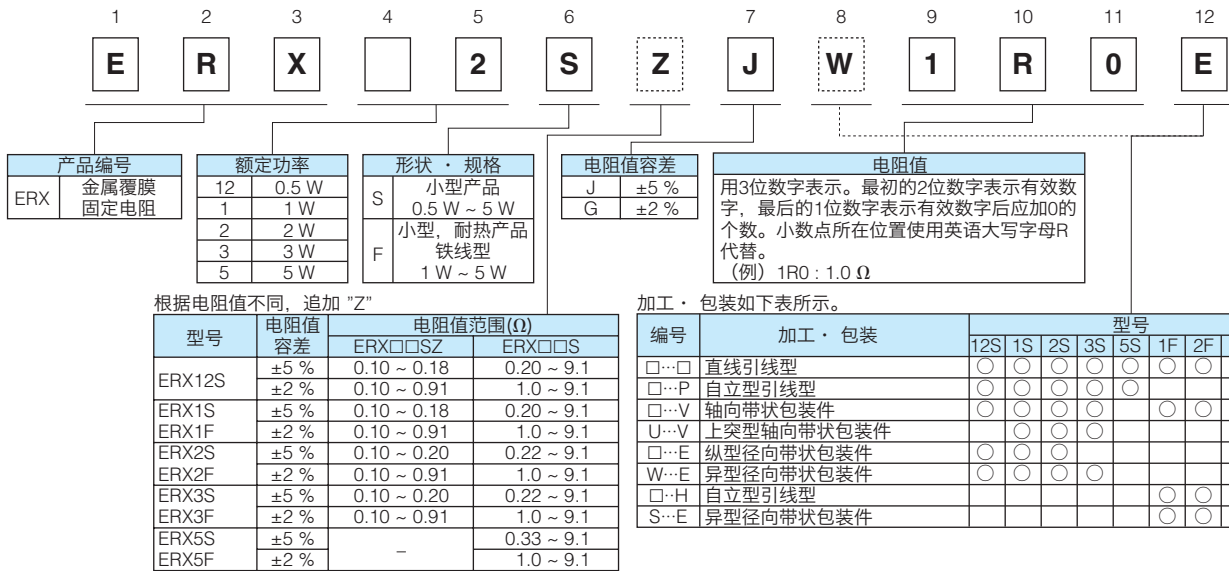 1 2 3 4 5 6 7 8 9 10 11 12
E R X 2 S Z J W 1 R 0 E
产品编号
ERX 金属覆膜
固定电阻
额定功率
12 0.5 W
1 1 W
2 2 W
3 3 W
5 5 W
形状 · 规格
S 小型产品
0.5 W ~ 5 W
F 小型，耐热产品
铁线型
1 W ~ 5 W
电阻值容差
J ±5 %
G ±2 %
电阻值
用3位数字表示。最初的2位数字表示有效数
字，最后的1位数字表示有效数字后应加0的
个数。小数点所在位置使用英语大写字母R
代替。
（例）1R0 : 1.0 Ω
根据电阻值不同，追加 "Z"
型号 电阻值容差 电阻值范围(Ω)
ERX□□SZ ERX□□S
ERX12S ±5 % 0.10 ~ 0.18 0.20 ~ 9.1
±2 % 0.10 ~ 0.91 1.0 ~ 9.1
ERX1S ±5 % 0.10 ~ 0.18 0.20 ~ 9.1
ERX1F ±2 % 0.10 ~ 0.91 1.0 ~ 9.1
ERX2S ±5 % 0.10 ~ 0.20 0.22 ~ 9.1
ERX2F ±2 % 0.10 ~ 0.91 1.0 ~ 9.1
ERX3S ±5 % 0.10 ~ 0.20 0.22 ~ 9.1
ERX3F ±2 % 0.10 ~ 0.91 1.0 ~ 9.1
ERX5S ±5 % – 0.33 ~ 9.1
ERX5F ±2 % 1.0 ~ 9.1
加工· 包装如下表所示。
编号 加工· 包装 型号
12S 1S 2S 3S 5S 1F 2F
□…□ 直线引线型 ○ ○ ○ ○ ○ ○ ○
□…P 自立型引线型 ○ ○ ○ ○ ○
□…V 轴向带状包装件 ○ ○ ○ ○ ○ ○
U…V 上突型轴向带状包装件 ○ ○ ○
□…E 纵型径向带状包装件 ○ ○ ○
W…E 异型径向带状包装件 ○ ○ ○ ○
□··H 自立型引线型 ○ ○
S…E 异型径向带状包装件 ○ ○